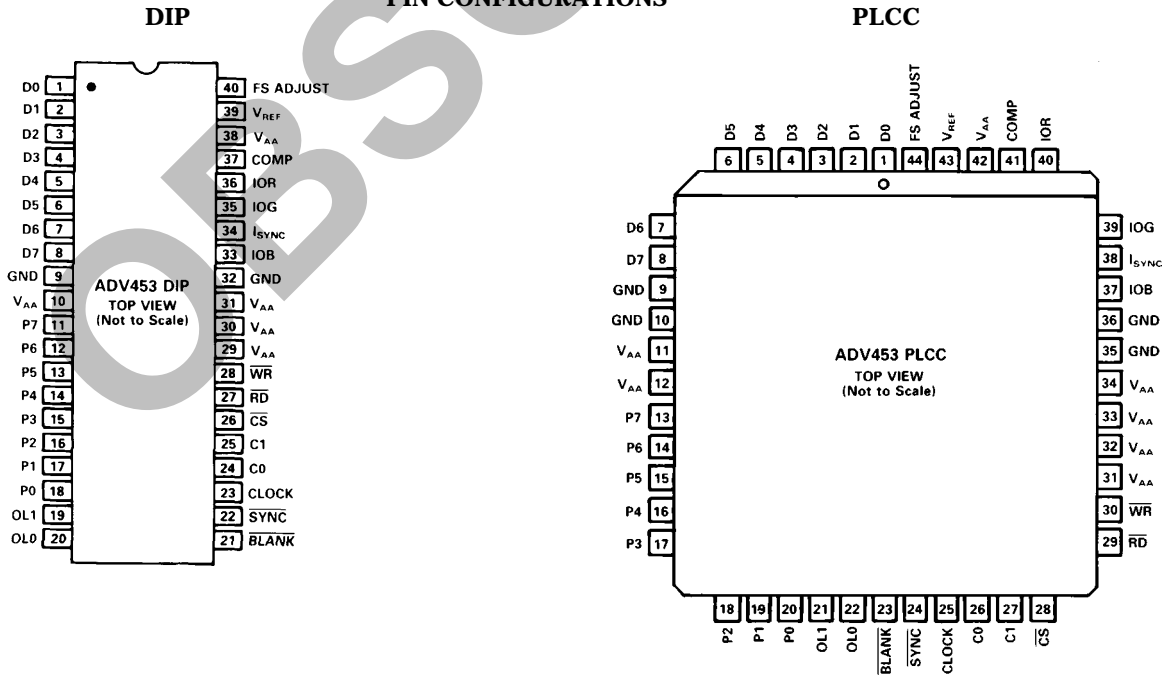 PIN CONFIGURATIONS
DIP
PLCC
D0 1
D1 2
D2 3
D3 4
D4 5
D5 6
D6 7
D7 8
GND 9
VAA 10
P7 11
P6 12
P5 13
P4 14
P3 15
P2 16
P1 17
P0 18
OL1 19
OL0 20
40 FS ADJUST
39 VREF
38 VAA
37 COMP
36 IOR
35 IOG
34 ISYNC
33 IOB
32 GND
31 VAA
30 VAA
29 VAA
28 WR
27 RD
26 CS
25 C1
24 C0
23 CLOCK
22 SYNC
21 BLANK
ADV453 DIP
TOP VIEW
(Not to Scale)
D5 D4 D3 D2 D1 D0 FS ADJUST VREF VAA COMP IOR
6 5 4 3 2 1 44 43 42 41 40
D6 7
D7 8
GND 9
GND 10
VAA 11
VAA 12
P7 13
P6 14
P5 15
P4 16
P3 17
39 IOG
38 ISYNC
37 IOB
36 GND
35 GND
34 VAA
33 VAA
32 VAA
31 VAA
30 WR
29 RD
ADV453 PLCC
TOP VIEW
(Not to Scale)
18 19 20 21 22 23 24 25 26 27 28
P2 P1 P0 OL1 OL0 BLANK SYNC CLOCK C0 C1 CS
OBSO